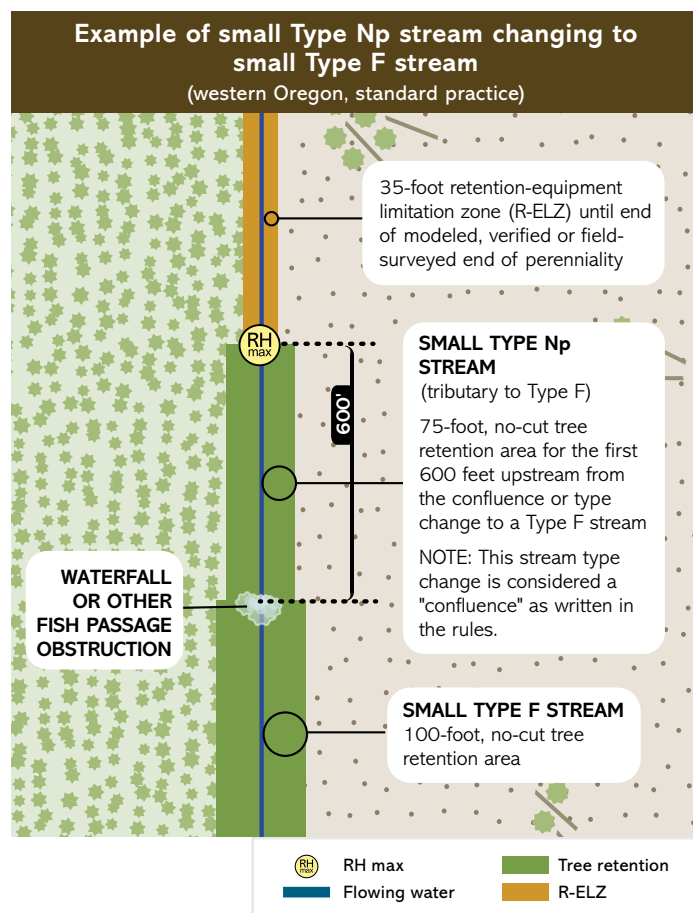 Example of small Type Np stream changing to
small Type F stream
(western Oregon, standard practice)
35-foot retention-equipment
limitation zone (R-ELZ) until end
of modeled, verified or field-
surveyed end of perenniality
RH
max
600'
SMALL TYPE Np
STREAM
(tributary to Type F)
75-foot, no-cut tree
retention area for the first
600 feet upstream from
the confluence or type
change to a Type F stream
NOTE: This stream type
change is considered a
"confluence" as written in
the rules.
WATERFALL
OR OTHER
FISH PASSAGE
OBSTRUCTION
SMALL TYPE F STREAM
100-foot, no-cut tree
retention area
RH
max
RH max
Tree retention
Flowing water
R-ELZ